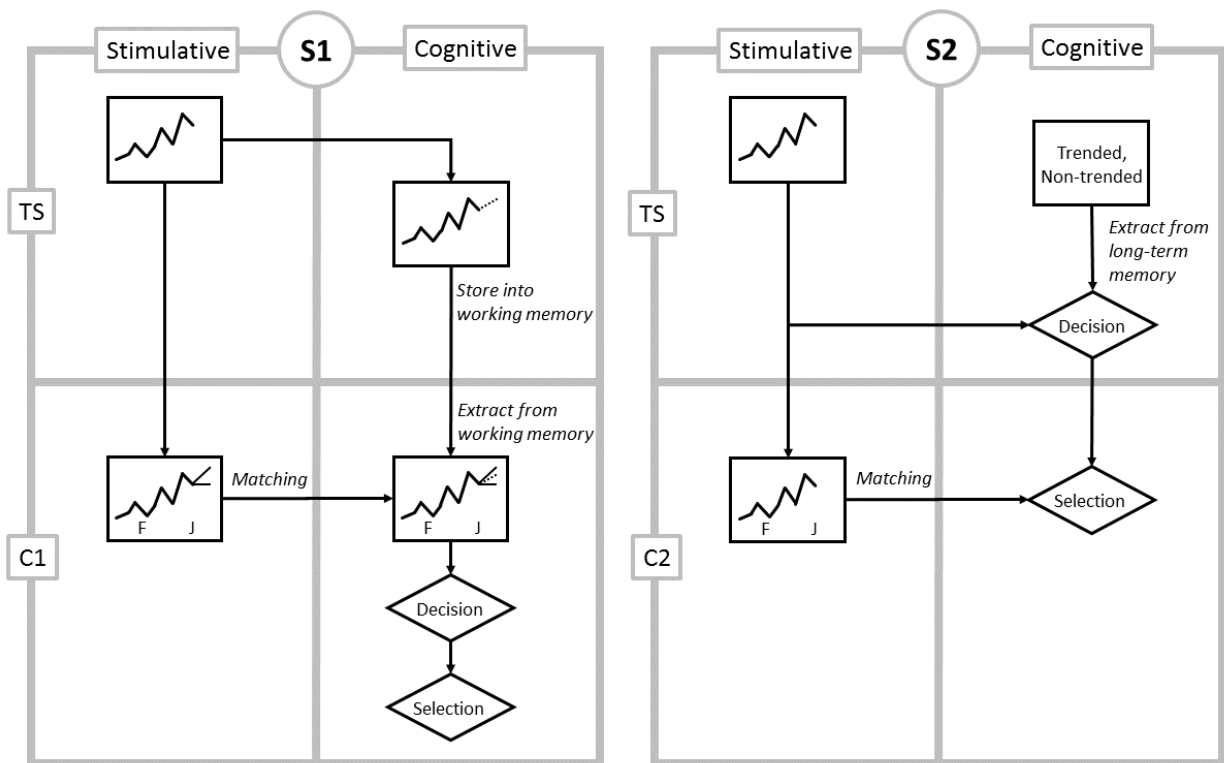 Stimulative
S1
Cognitive
TS
Store into
working memory
Extract from
working memory
C1
Matching
F J
F J
Decision
Selection
Stimulative
S2
Cognitive
TS
Trended,
Non-trended
Extract from
long-term
memory
Decision
C2
Matching
F J
Selection